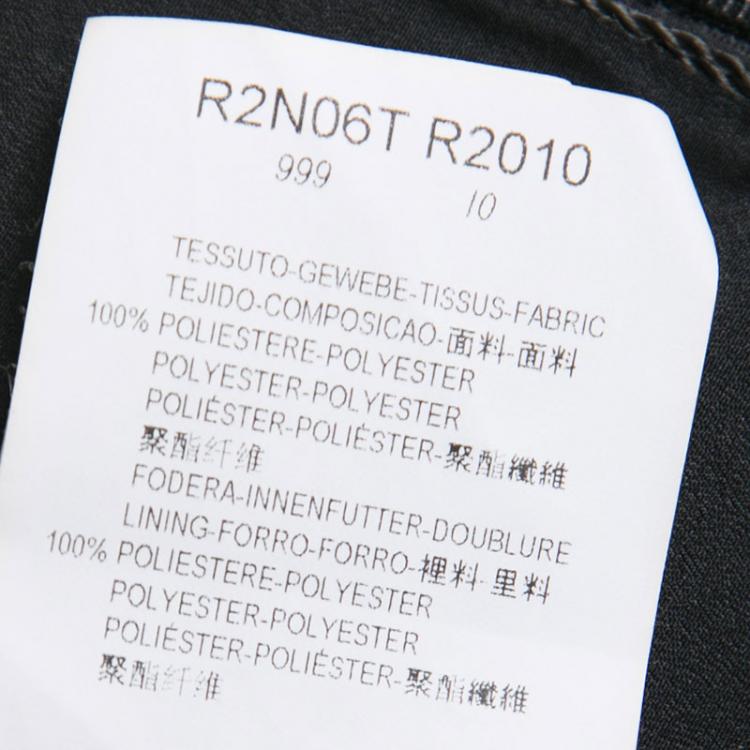 R2N06T R2010
999 10
TESSUTO-GEWEBE-TISSUS-FABRIC
TEJIDO-COMPOSICAO-面料-面料
100% POLIESTERE-POLYESTER
POLYESTER-POLYESTER
POLIÉSTER-POLIÉSTER-聚酯纖維
聚酯纤维
FODERA-INNENFUTTER-DOUBLURE
LINING-FORRO-FORRO-裡料-里料
100% POLIESTERE-POLYESTER
POLYESTER-POLYESTER
POLIÉSTER-POLIÉSTER-聚酯纖維
聚酯纤维